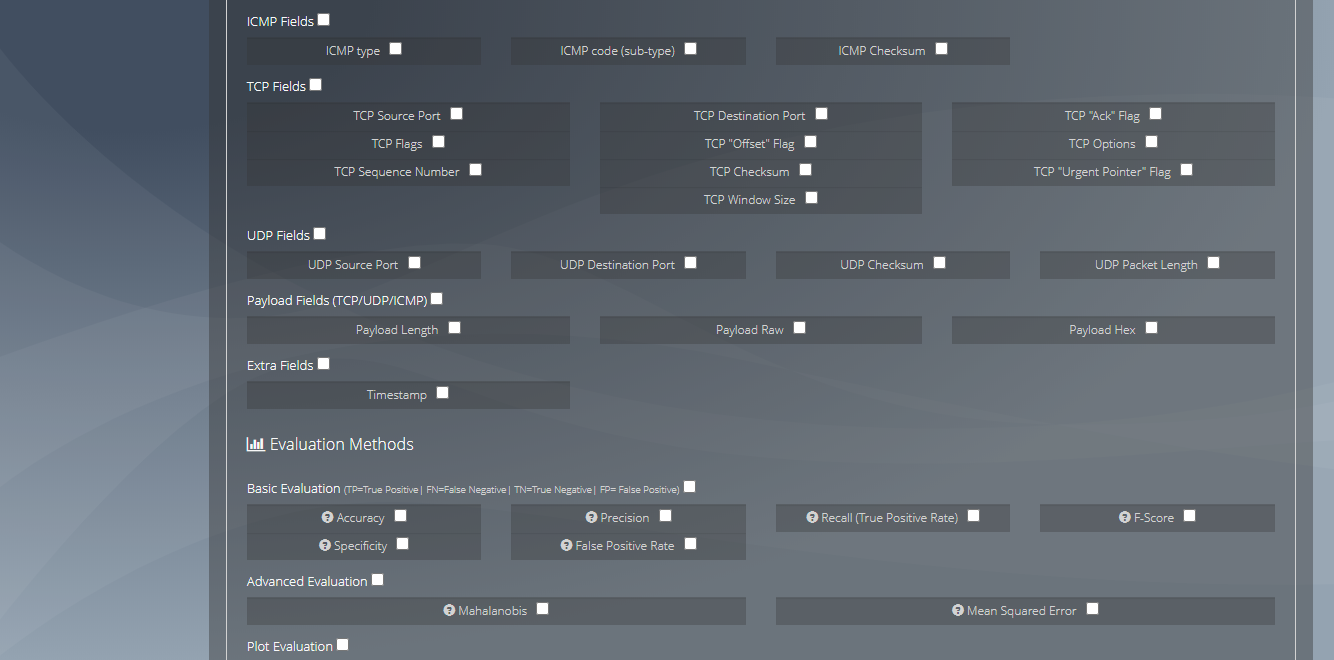 ICMP Fields
ICMP type ICMP code (sub-type) ICMP Checksum
TCP Fields
TCP Source Port TCP Destination Port TCP "Ack" Flag
TCP Flags TCP "Offset" Flag TCP Options
TCP Sequence Number TCP Checksum TCP "Urgent Pointer" Flag
TCP Window Size
UDP Fields
UDP Source Port UDP Destination Port UDP Checksum UDP Packet Length
Payload Fields (TCP/UDP/ICMP)
Payload Length Payload Raw Payload Hex
Extra Fields
Timestamp
Evaluation Methods
Basic Evaluation (TP=True Positive| FN=False Negative| TN=True Negative| FP= False Positive)
Accuracy Precision Recall (True Positive Rate) F-Score
Specificity False Positive Rate
Advanced Evaluation
Mahalanobis Mean Squared Error
Plot Evaluation